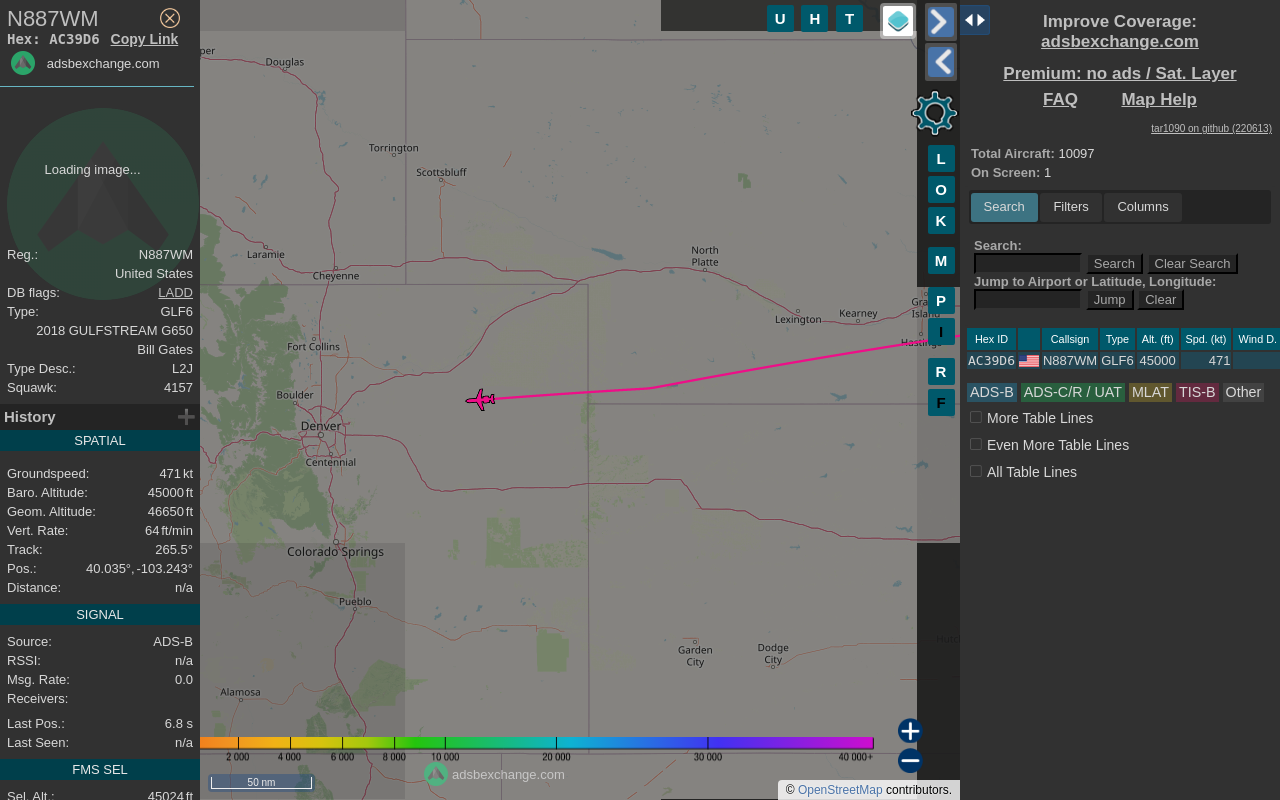 N887WM
Hex: AC39D6 Copy Link
adsbexchange.com
Loading image...
Reg.: N887WM
United States
DB flags: LADD
Type: GLF6
2018 GULFSTREAM G650
Bill Gates
Type Desc.: L2J
Squawk: 4157
History
SPATIAL
Groundspeed: 471 kt
Baro. Altitude: 45000 ft
Geom. Altitude: 46650 ft
Vert. Rate: 64 ft/min
Track: 265.5°
Pos.: 40.035°, -103.243°
Distance: n/a
SIGNAL
Source: ADS-B
RSSI: n/a
Msg. Rate: 0.0
Receivers:
Last Pos.: 6.8 s
Last Seen: n/a
FMS SEL
Sel. Alt.: 45024 ft
U H T
per
Douglas
Torrington
Scottsbluff
Laramie
Cheyenne
North
Platte
Lexington
Kearney
Fort Collins
Boulder
Denver
Centennial
Colorado Springs
Pueblo
Alamosa
Garden
City
Dodge
City
L
O
K
M
P
I
R
F
2 000 4 000 6 000 8 000 10 000 20 000 30 000 40 000+
adsbexchange.com
50 nm
© OpenStreetMap contributors.
Improve Coverage:
adsbexchange.com
Premium: no ads / Sat. Layer
FAQ Map Help
tar1090 on github (220613)
Total Aircraft: 10097
On Screen: 1
Search Filters Columns
Search:
Search Clear Search
Jump to Airport or Latitude, Longitude:
Jump Clear
Hex ID Callsign Type Alt. (ft) Spd. (kt) Wind D.
AC39D6 N887WM GLF6 45000 471
ADS-B ADS-C/R / UAT MLAT TIS-B Other
More Table Lines
Even More Table Lines
All Table Lines